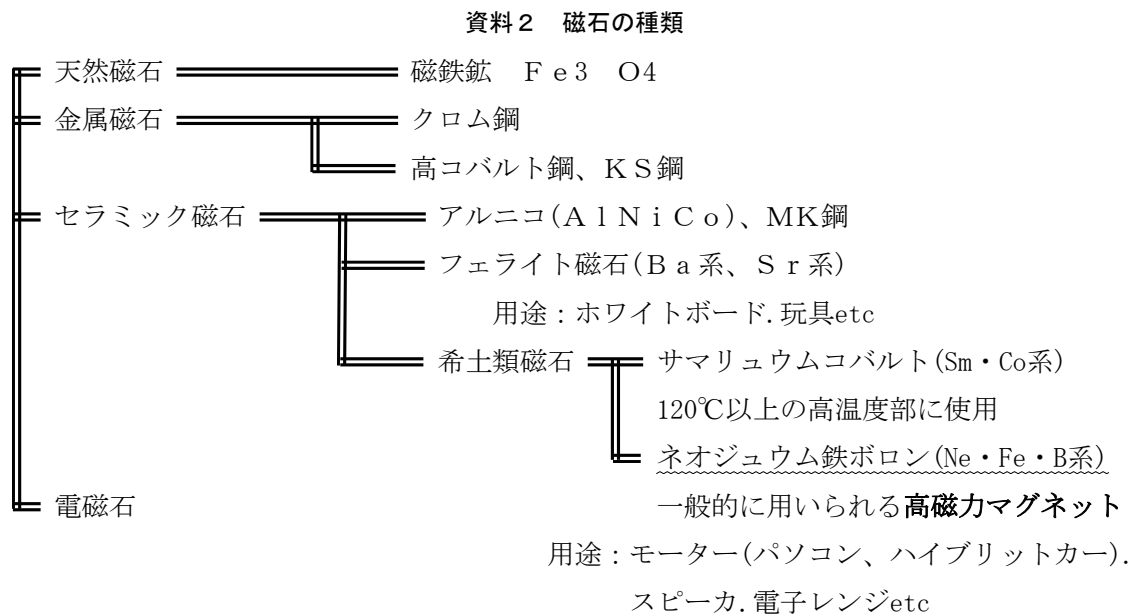 資料２　磁石の種類
天然磁石　磁鉄鉱　Ｆｅ3　Ｏ4
金属磁石　クロム鋼
高コバルト鋼、ＫＳ鋼
セラミック磁石　アルニコ(ＡｌＮｉＣｏ)、MK鋼
フェライト磁石(Ｂａ系、Ｓｒ系)
用途：ホワイトボード.玩具etc
希土類磁石　サマリュウムコバルト(Sm・Co系)
120℃以上の高温度部に使用
ネオジュウム鉄ボロン(Ne・Fe・B系)
電磁石　一般的に用いられる高磁力マグネット
用途：モーター(パソコン、ハイブリットカー).
スピーカ.電子レンジetc